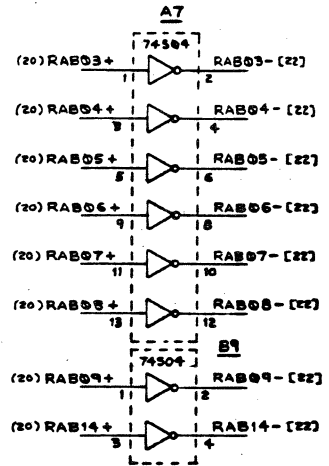 A7
74S04
(20) RABØ3+ 1 2 RABØ3- [22]
(20) RABØ4+ 3 4 RABØ4- [22]
(20) RABØ5+ 5 6 RABØ5- [22]
(20) RABØ6+ 9 8 RABØ6- [22]
(20) RABØ7+ 11 10 RABØ7- [22]
(20) RABØ8+ 13 12 RABØ8- [22]
B9
74S04
(20) RABØ9+ 1 2 RABØ9- [22]
(20) RAB14+ 3 4 RAB14- [22]